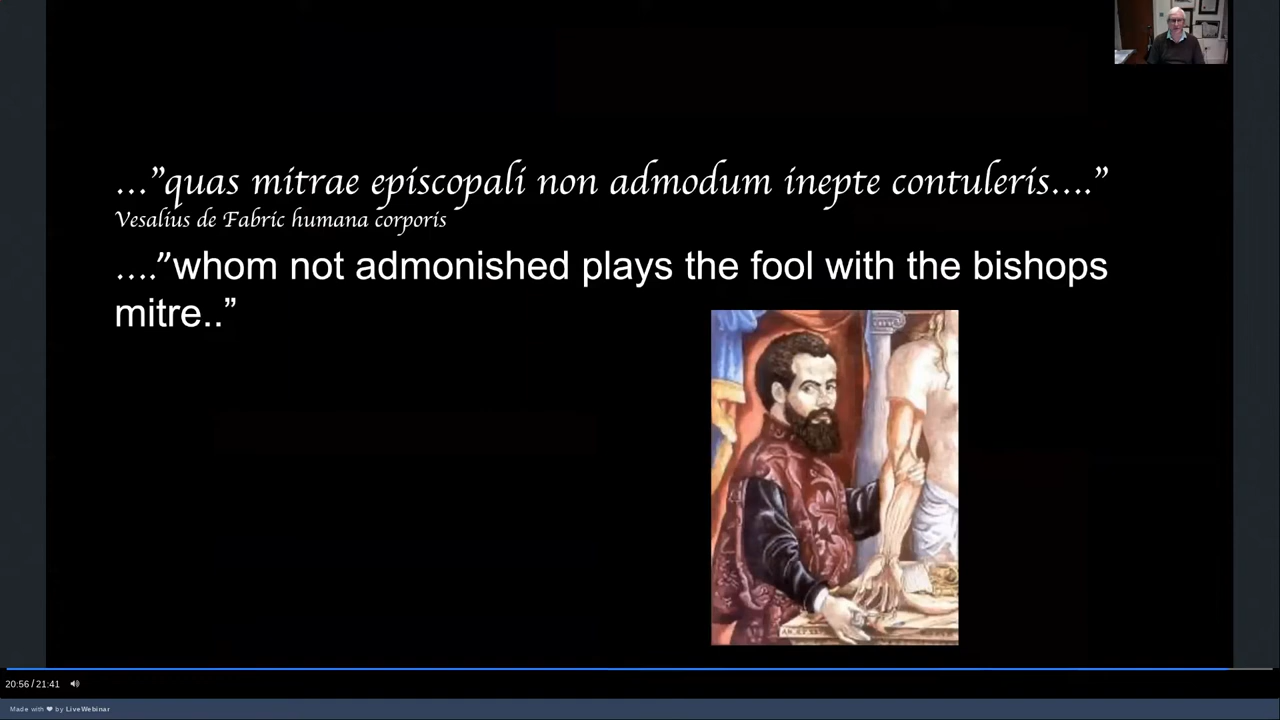 …”quas mitrae episcopali non admodum inepte contuleris….”
Vesalius de Fabric humana corporis
….”whom not admonished plays the fool with the bishops
mitre..”
20:56 / 21:41
Made with ❤ by LiveWebinar